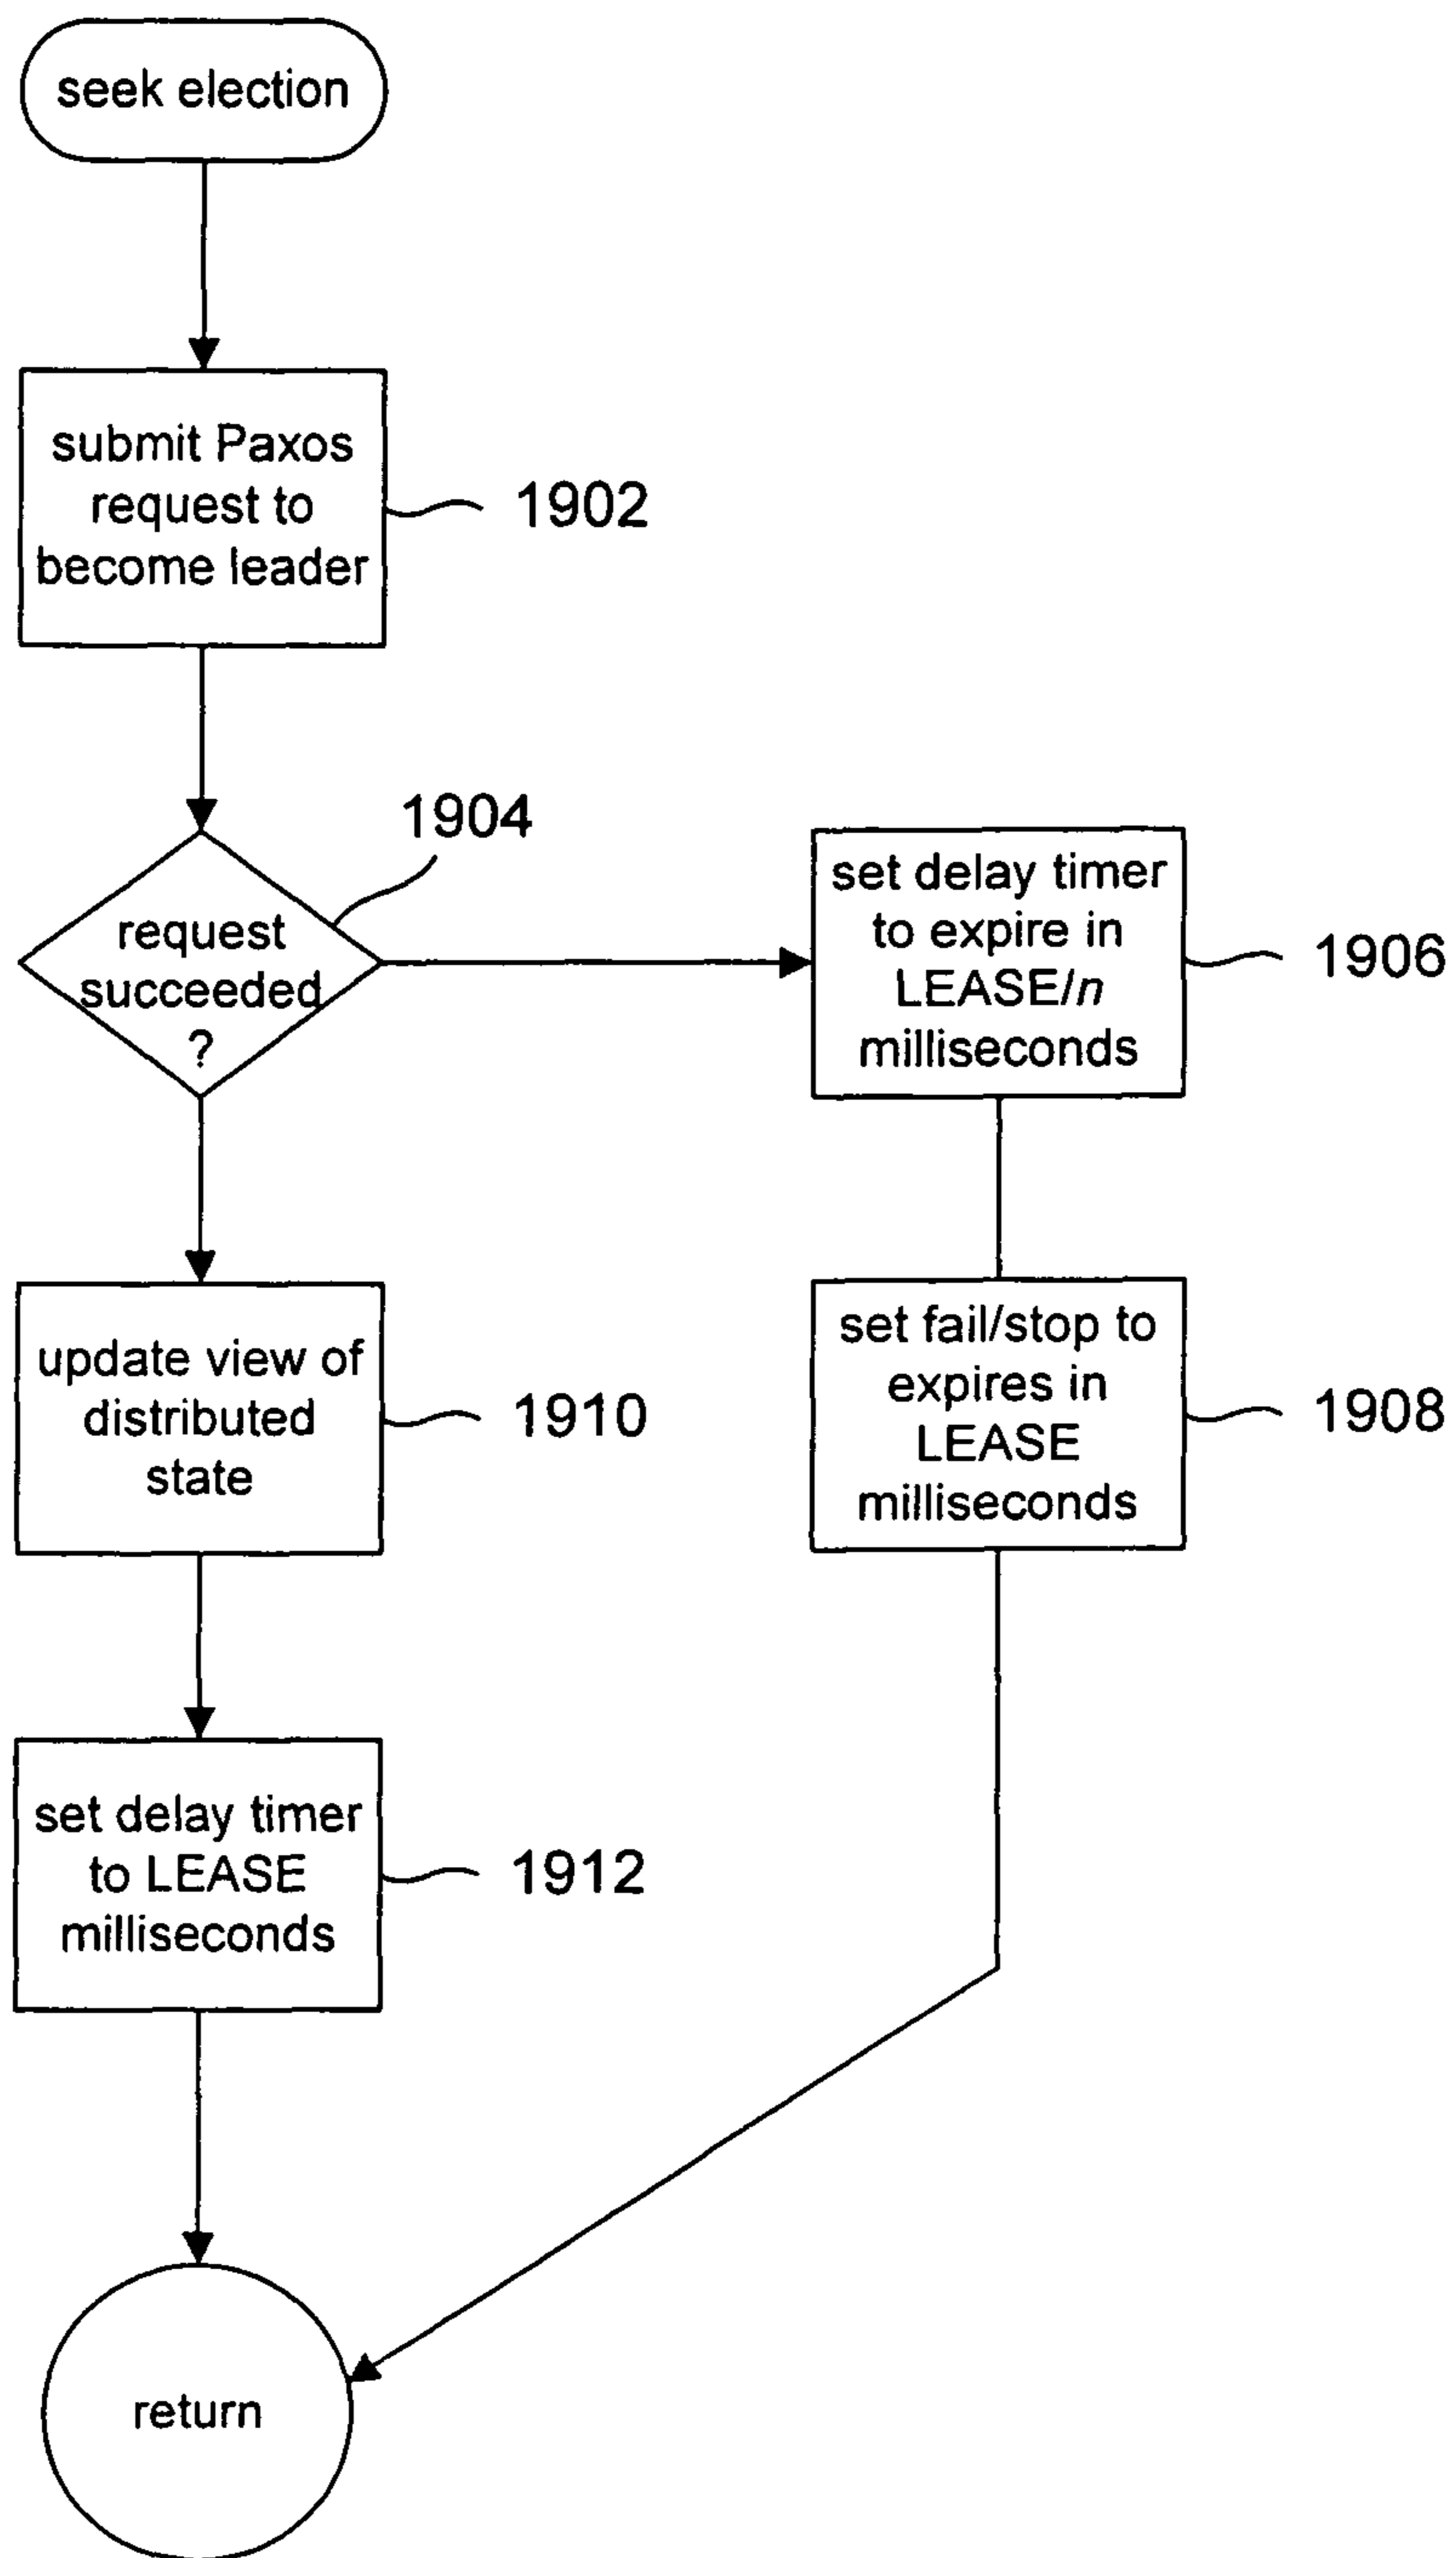 seek election
submit Paxos
request to
become leader
1902
1904
request
succeeded
?
set delay timer
to expire in
LEASE/n
milliseconds
1906
update view of
distributed
state
1910
set fail/stop to
expires in
LEASE
milliseconds
1908
set delay timer
to LEASE
milliseconds
1912
return